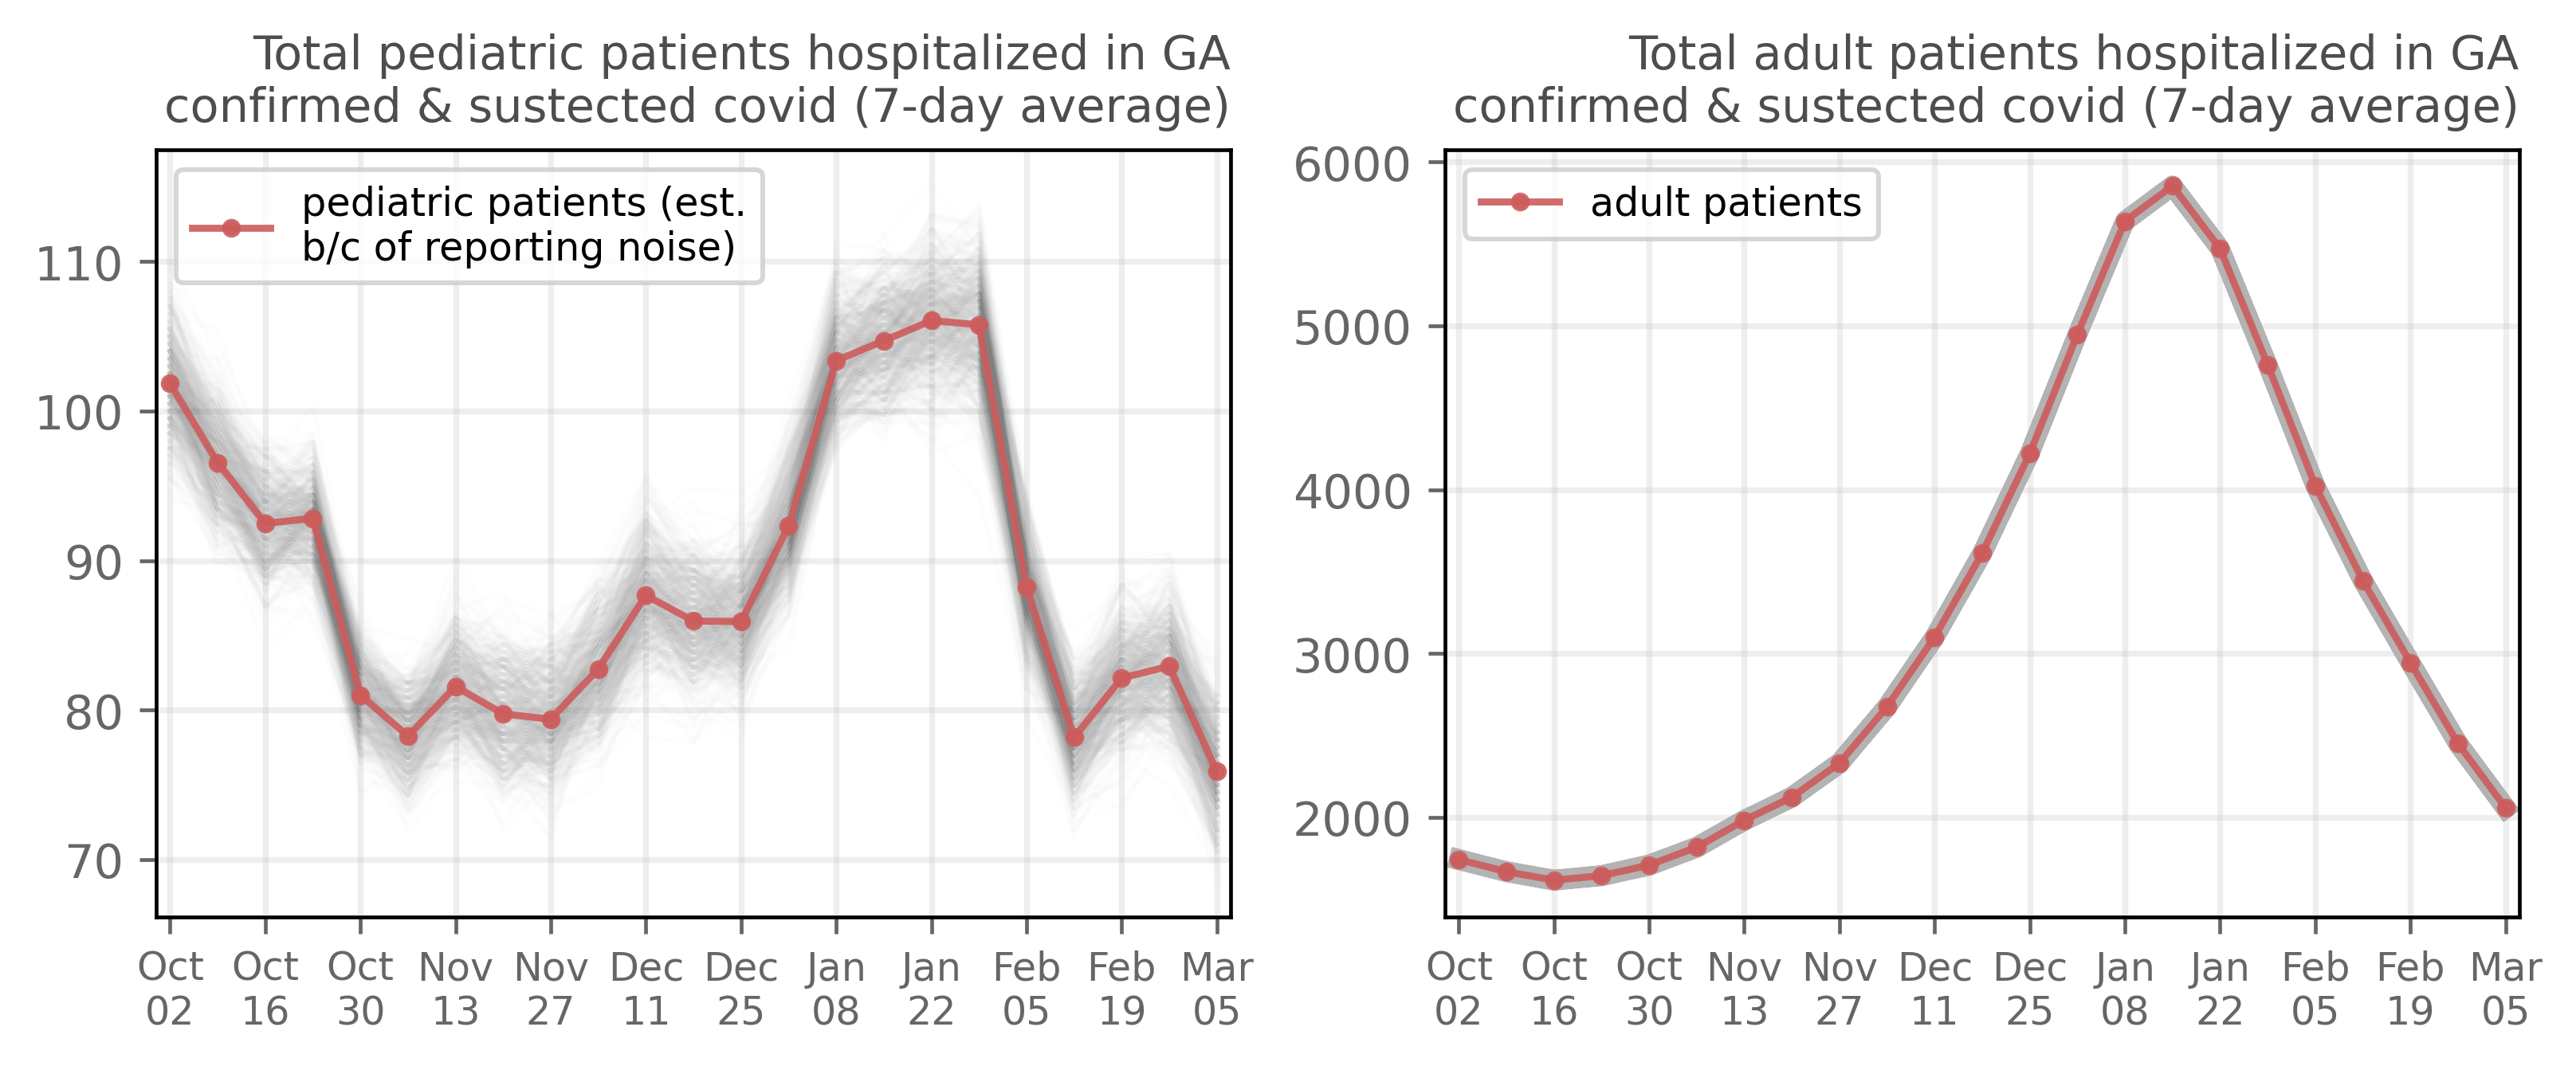 Total pediatric patients hospitalized in GA
confirmed & sustected covid (7-day average)
pediatric patients (est.
b/c of reporting noise)
110
100
90
80
70
Oct Oct Oct Nov Nov Dec Dec Jan Jan Feb Feb Mar
02 16 30 13 27 11 25 08 22 05 19 05
Total adult patients hospitalized in GA
confirmed & sustected covid (7-day average)
adult patients
6000
5000
4000
3000
2000
Oct Oct Oct Nov Nov Dec Dec Jan Jan Feb Feb Mar
02 16 30 13 27 11 25 08 22 05 19 05